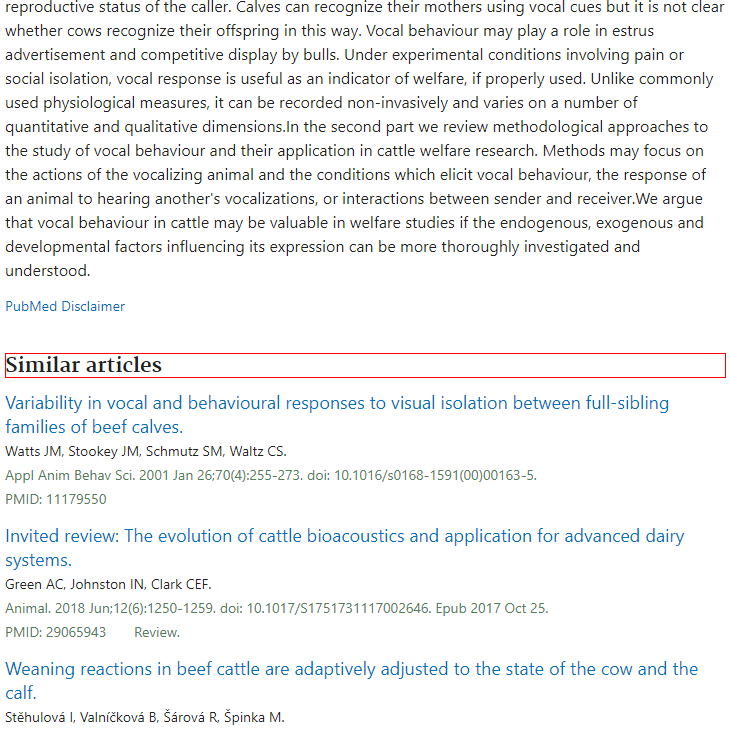 reproductive status of the caller. Calves can recognize their mothers using vocal cues but it is not clear
whether cows recognize their offspring in this way. Vocal behaviour may play a role in estrus
advertisement and competitive display by bulls. Under experimental conditions involving pain or
social isolation, vocal response is useful as an indicator of welfare, if properly used. Unlike commonly
used physiological measures, it can be recorded non-invasively and varies on a number of
quantitative and qualitative dimensions.In the second part we review methodological approaches to
the study of vocal behaviour and their application in cattle welfare research. Methods may focus on
the actions of the vocalizing animal and the conditions which elicit vocal behaviour, the response of
an animal to hearing another's vocalizations, or interactions between sender and receiver.We argue
that vocal behaviour in cattle may be valuable in welfare studies if the endogenous, exogenous and
developmental factors influencing its expression can be more thoroughly investigated and
understood.
PubMed Disclaimer
Similar articles
Variability in vocal and behavioural responses to visual isolation between full-sibling
families of beef calves.
Watts JM, Stookey JM, Schmutz SM, Waltz CS.
Appl Anim Behav Sci. 2001 Jan 26;70(4):255-273. doi: 10.1016/s0168-1591(00)00163-5.
PMID: 11179550
Invited review: The evolution of cattle bioacoustics and application for advanced dairy
systems.
Green AC, Johnston IN, Clark CEF.
Animal. 2018 Jun;12(6):1250-1259. doi: 10.1017/S1751731117002646. Epub 2017 Oct 25.
PMID: 29065943 Review.
Weaning reactions in beef cattle are adaptively adjusted to the state of the cow and the
calf.
Stěhulová I, Valníčková B, Šárová R, Špinka M.